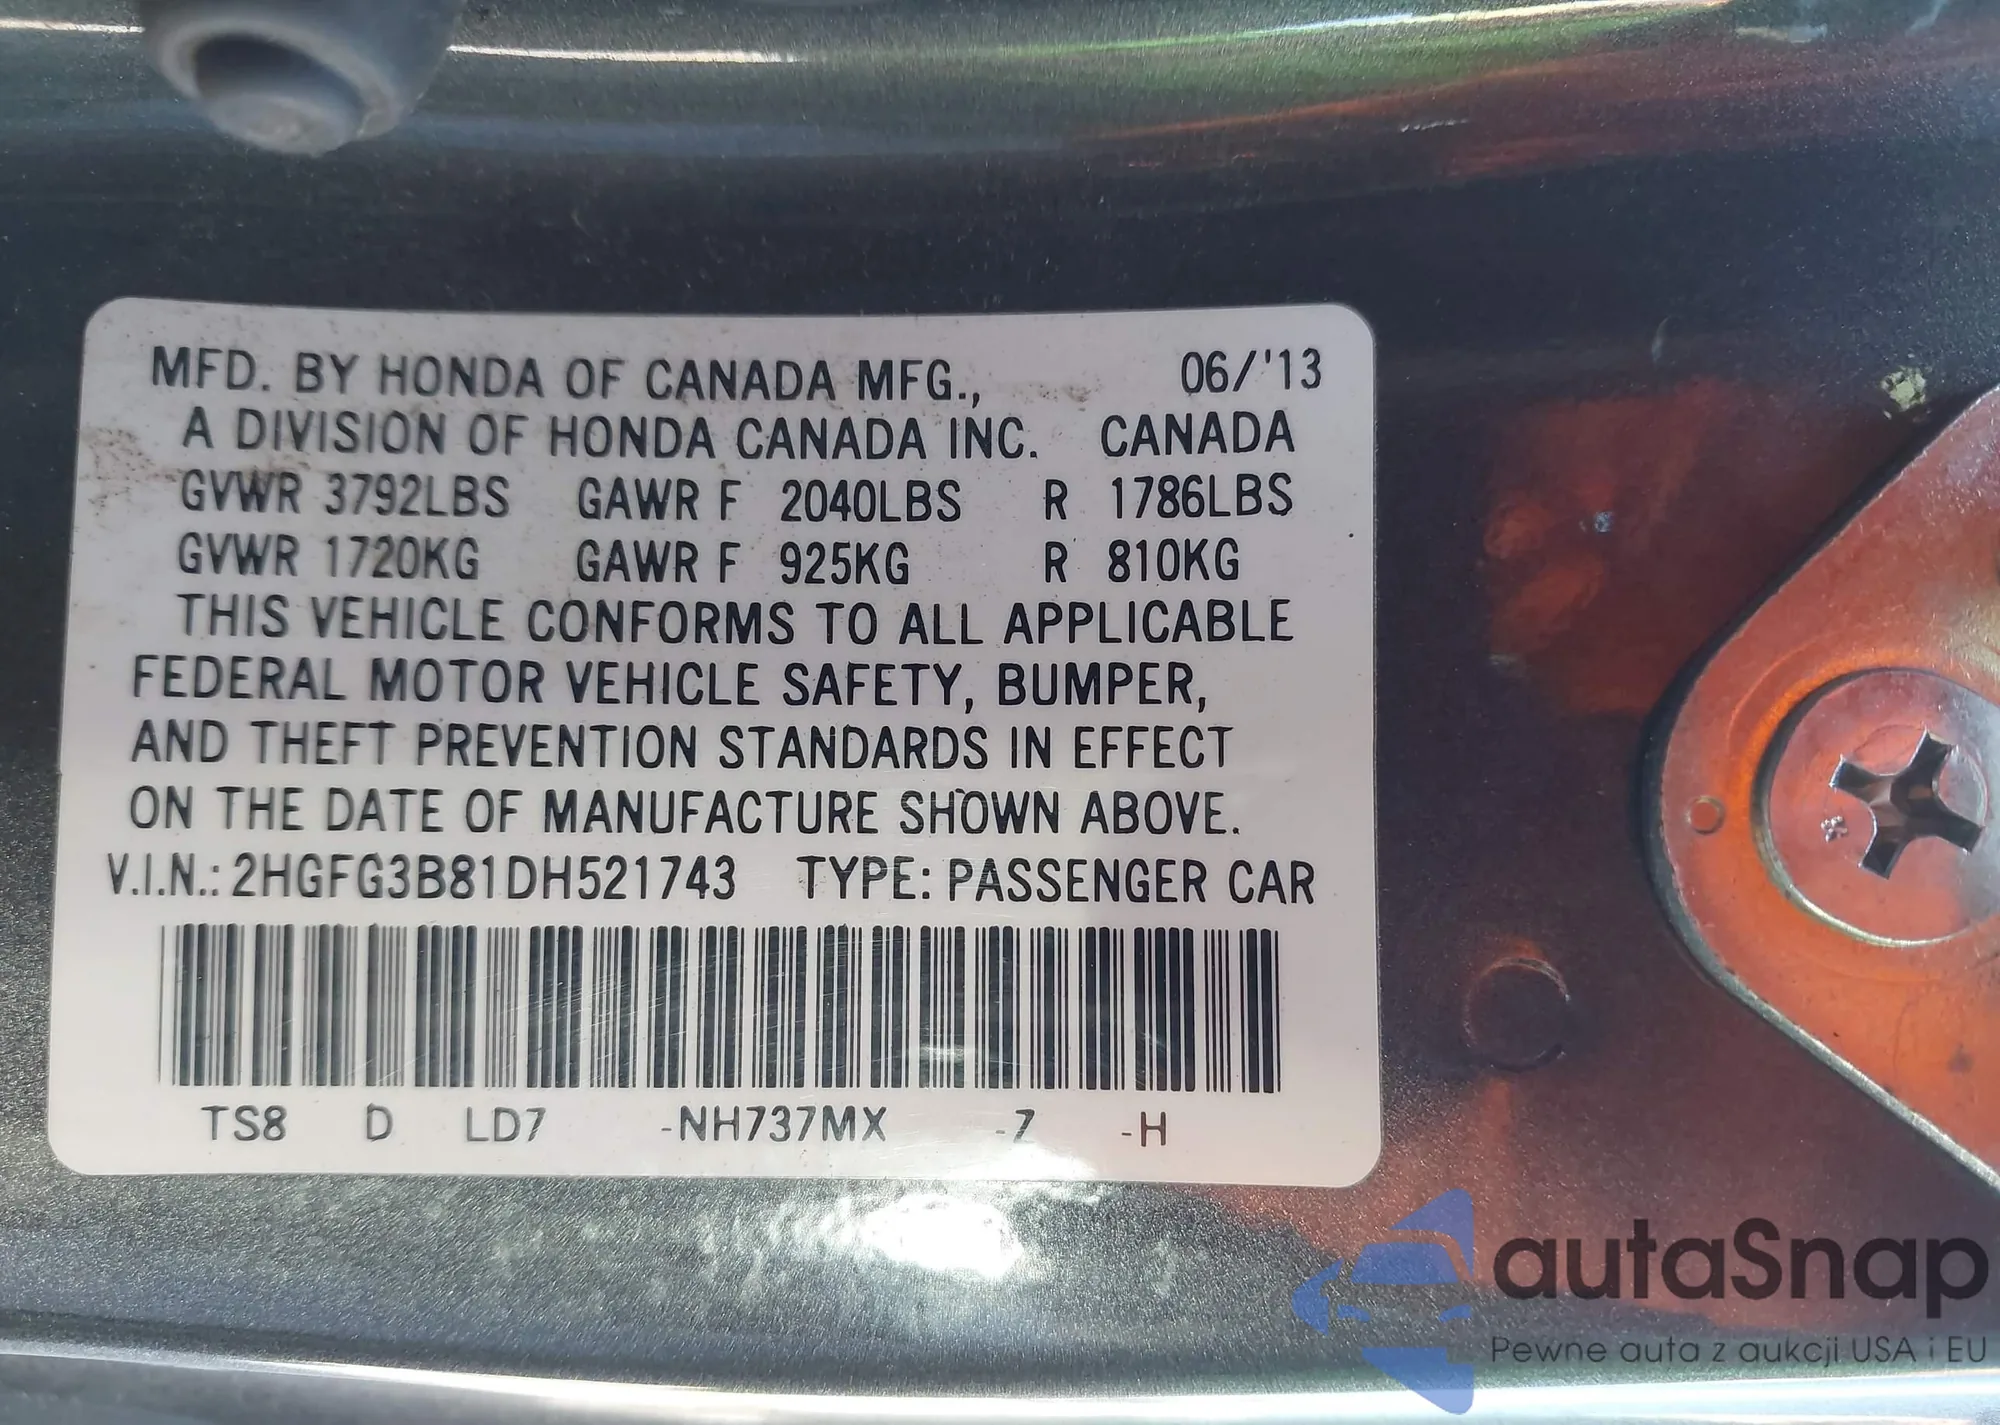 MFD. BY HONDA OF CANADA MFG., 06/'13
A DIVISION OF HONDA CANADA INC. CANADA
GVWR 3792LBS GAWR F 2040LBS R 1786LBS
GVWR 1720KG GAWR F 925KG R 810KG
THIS VEHICLE CONFORMS TO ALL APPLICABLE
FEDERAL MOTOR VEHICLE SAFETY, BUMPER,
AND THEFT PREVENTION STANDARDS IN EFFECT
ON THE DATE OF MANUFACTURE SHOWN ABOVE.
V.I.N.: 2HGFG3B81DH521743 TYPE: PASSENGER CAR
TS8 D LD7 -NH737MX -Z -H
autaSnap
Pewne auta z aukcji USA i EU